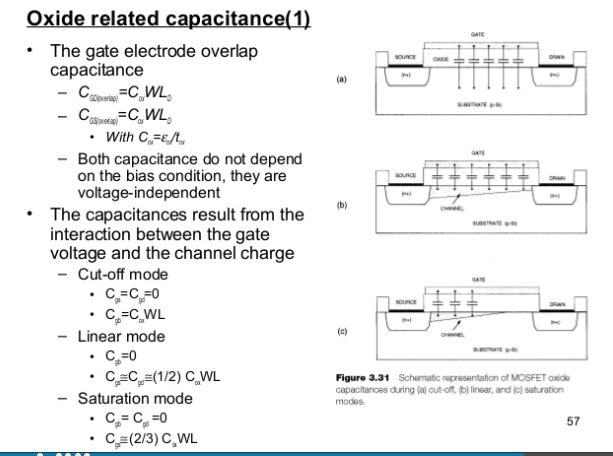 Oxide related capacitance(1)
• The gate electrode overlap
capacitance
– C_GD(overlap)=C_ox WL_D
– C_GS(overlap)=C_ox WL_D
• With C_ox=ε_ox/t_ox
– Both capacitance do not depend
on the bias condition, they are
voltage-independent
• The capacitances result from the
interaction between the gate
voltage and the channel charge
– Cut-off mode
• C_gs=C_gd=0
• C_gb=C_ox WL
– Linear mode
• C_gb=0
• C_gs≅C_gd≅(1/2) C_ox WL
– Saturation mode
• C_gb= C_gd =0
• C_gs≅(2/3) C_ox WL
(a)
GATE
SOURCE
OXIDE
DRAIN
(n+)
(n+)
SUBSTRATE (p-Si)
(b)
GATE
SOURCE
DRAIN
(n+)
(n+)
CHANNEL
SUBSTRATE (p-Si)
(c)
GATE
SOURCE
DRAIN
(n+)
(n+)
CHANNEL
SUBSTRATE (p-Si)
Figure 3.31 Schematic representation of MOSFET oxide
capacitances during (a) cut-off, (b) linear, and (c) saturation
modes.
57